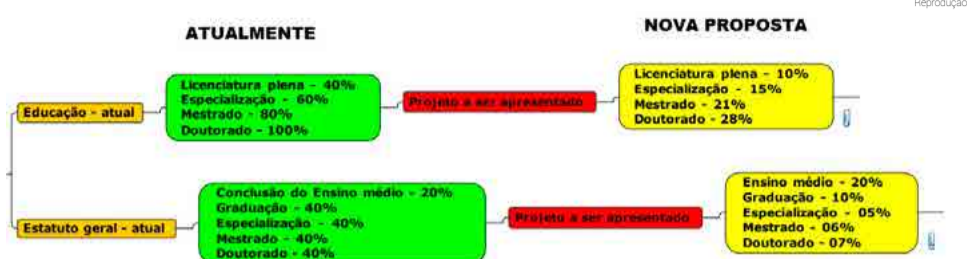 Reprodução
ATUALMENTE
NOVA PROPOSTA
Educação - atual
Licenciatura plena - 40%
Especialização - 60%
Mestrado - 80%
Doutorado - 100%
Projeto a ser apresentado
Licenciatura plena - 10%
Especialização - 15%
Mestrado - 21%
Doutorado - 28%
Estatuto geral - atual
Conclusão do Ensino médio - 20%
Graduação - 40%
Especialização - 40%
Mestrado - 40%
Doutorado - 40%
Projeto a ser apresentado
Ensino médio - 20%
Graduação - 10%
Especialização - 05%
Mestrado - 06%
Doutorado - 07%